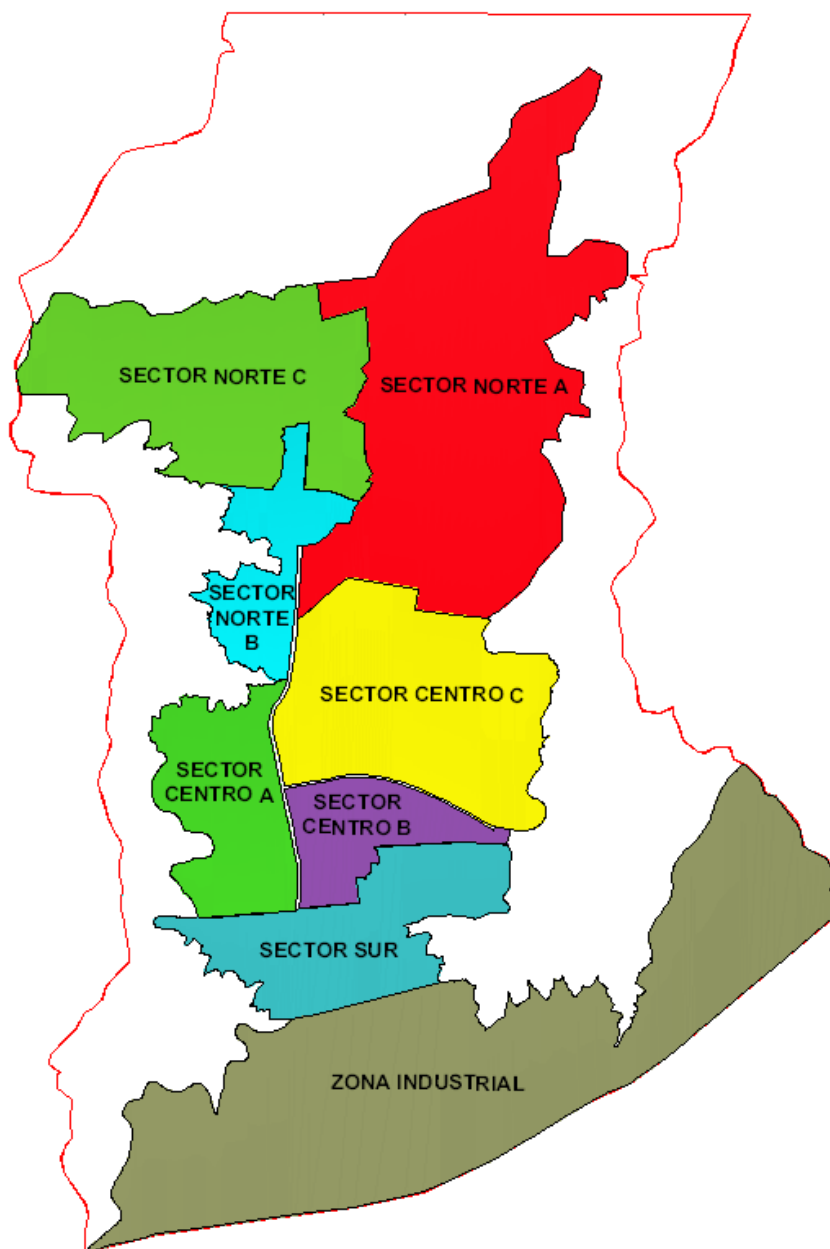 SECTOR NORTE C
SECTOR NORTE A
SECTOR
NORTE
B
SECTOR CENTRO C
SECTOR
CENTRO A
SECTOR
CENTRO B
SECTOR SUR
ZONA INDUSTRIAL